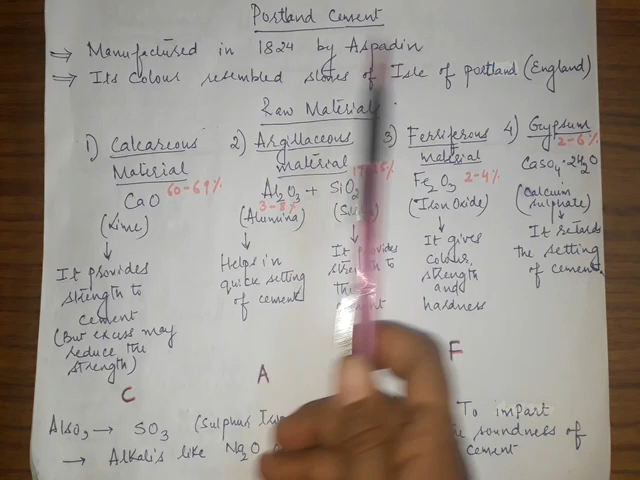 Portland Cement
⇒ Manufactured in 1824 by Aspadin
⇒ Its Colour resembled stones of Isle of portland (England)
Raw Materials
1) Calcareous Material
CaO 60-67%
(Lime)
↓
It provides
strength to
cement
(But excess may
reduce the
strength)
C
2) Argillaceous
material
Al2O3 + SiO2
3-8%
(Alumina)
↓
Helps in
quick setting
of cement
It provides
strength to
the
A
3) Ferriferous
material
Fe2O3 2-4%
(Iron Oxide)
↓
It gives
colour,
strength
and
hardness
F
4) Gypsum
2-6%
CaSO4·2H2O
(Calcium
sulphate)
↓
It retards
the setting
of cement.
Also, → SO3 (Sulphur To impart
→ Alkali's like Na2O soundness of
cement